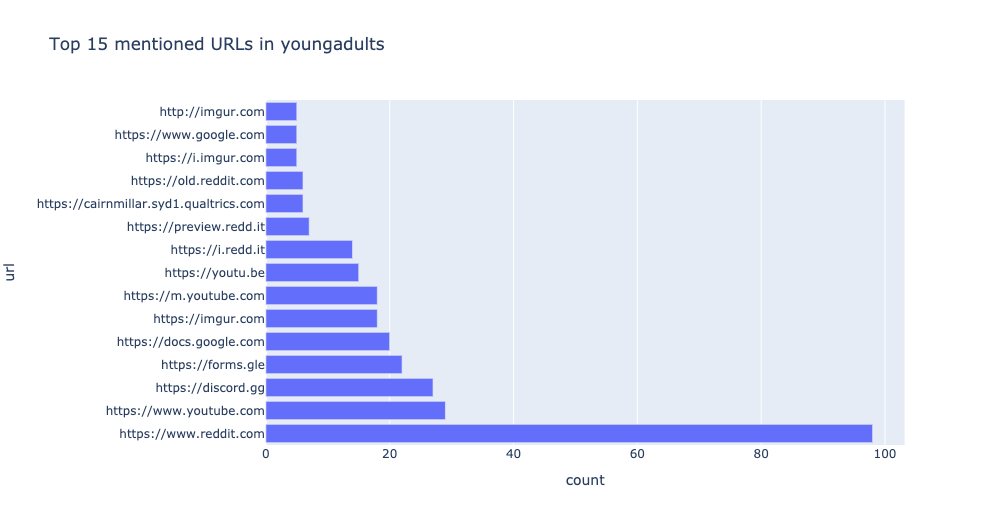 Top 15 mentioned URLs in youngadults
http://imgur.com
https://www.google.com
https://i.imgur.com
https://old.reddit.com
https://cairnmillar.syd1.qualtrics.com
https://preview.redd.it
https://i.redd.it
https://youtu.be
https://m.youtube.com
https://imgur.com
https://docs.google.com
https://forms.gle
https://discord.gg
https://www.youtube.com
https://www.reddit.com
url
0 20 40 60 80 100
count